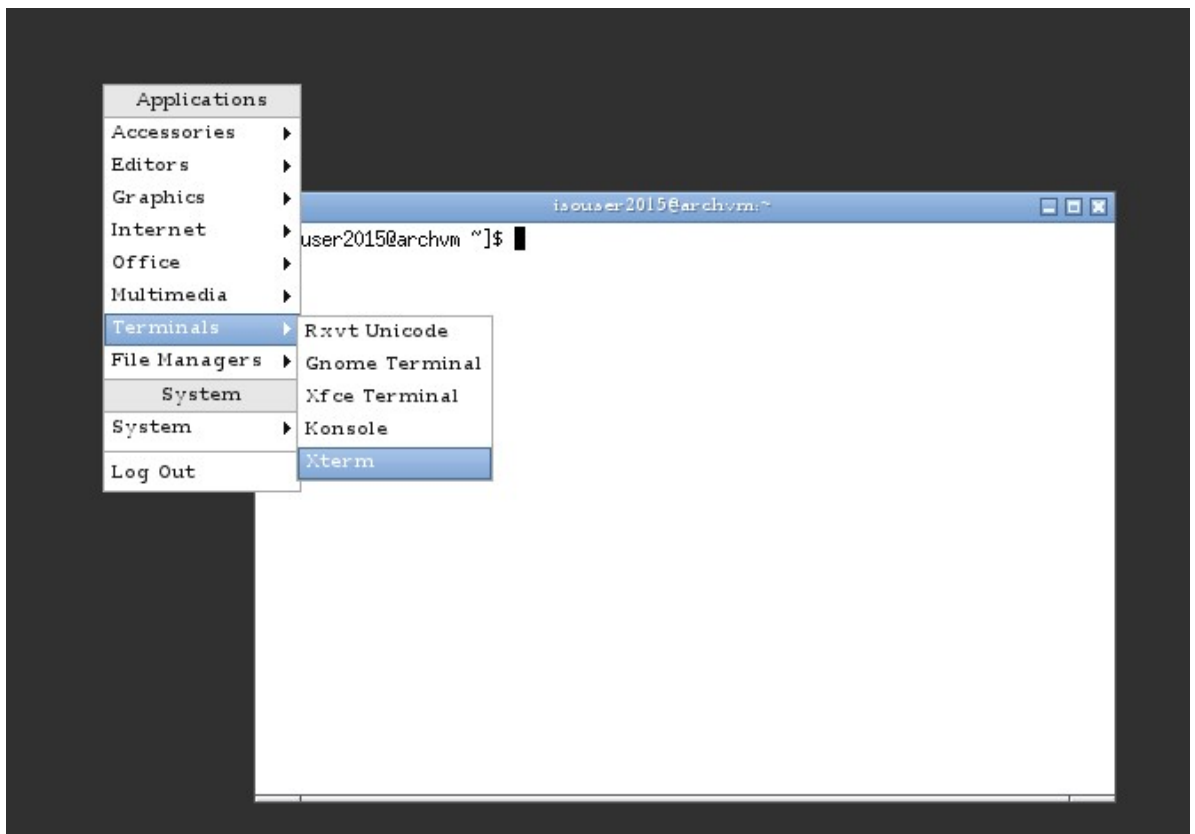 Applications
Accessories
Editors
Graphics
Internet
Office
Multimedia
Terminals
File Managers
System
System
Log Out
Rxvt Unicode
Gnome Terminal
Xfce Terminal
Konsole
Xterm
isouser2015@archvm:~
user2015@archvm ~]$